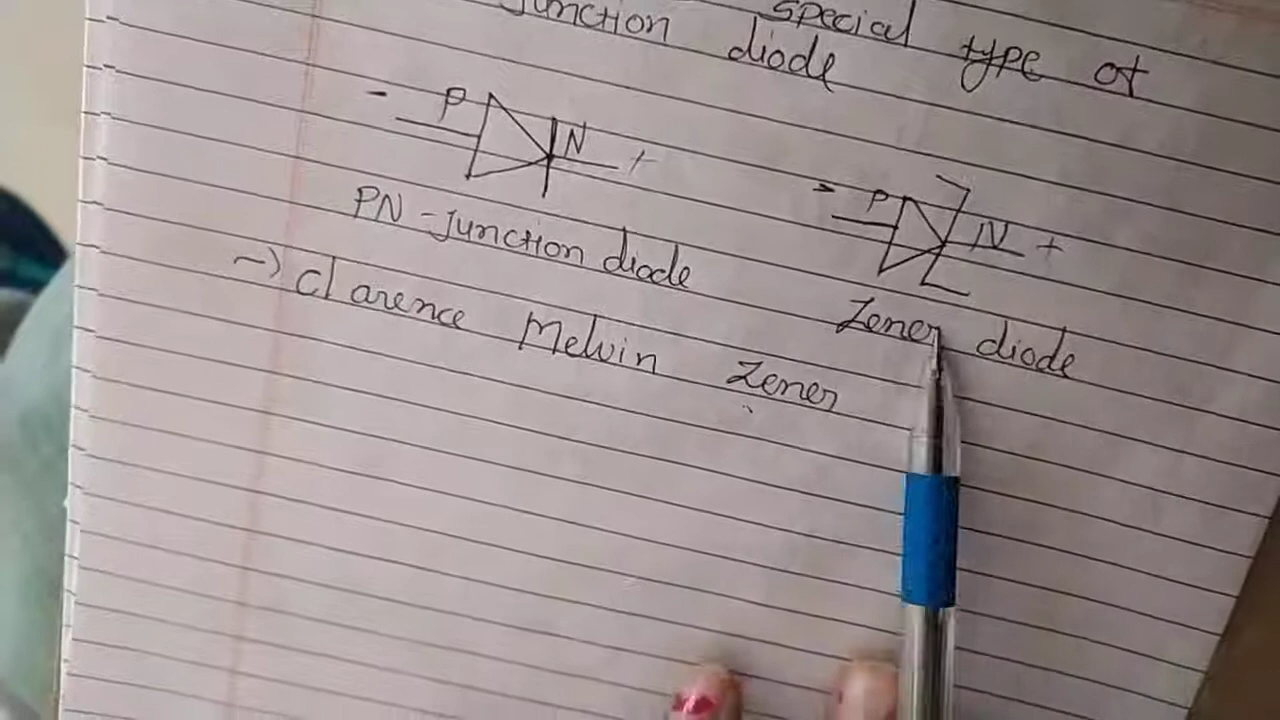 special type of
Junction diode
- P N +
- P N +
PN-Junction diode
Zener diode
→ Clarence Melvin Zener